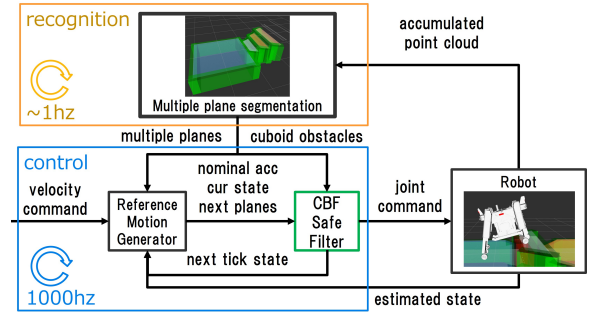 recognition
~1hz
Multiple plane segmentation
accumulated
point cloud
multiple planes
cuboid obstacles
control
velocity
command
Reference
Motion
Generator
nominal acc
cur state
next planes
CBF
Safe
Filter
joint
command
Robot
next tick state
1000hz
estimated state